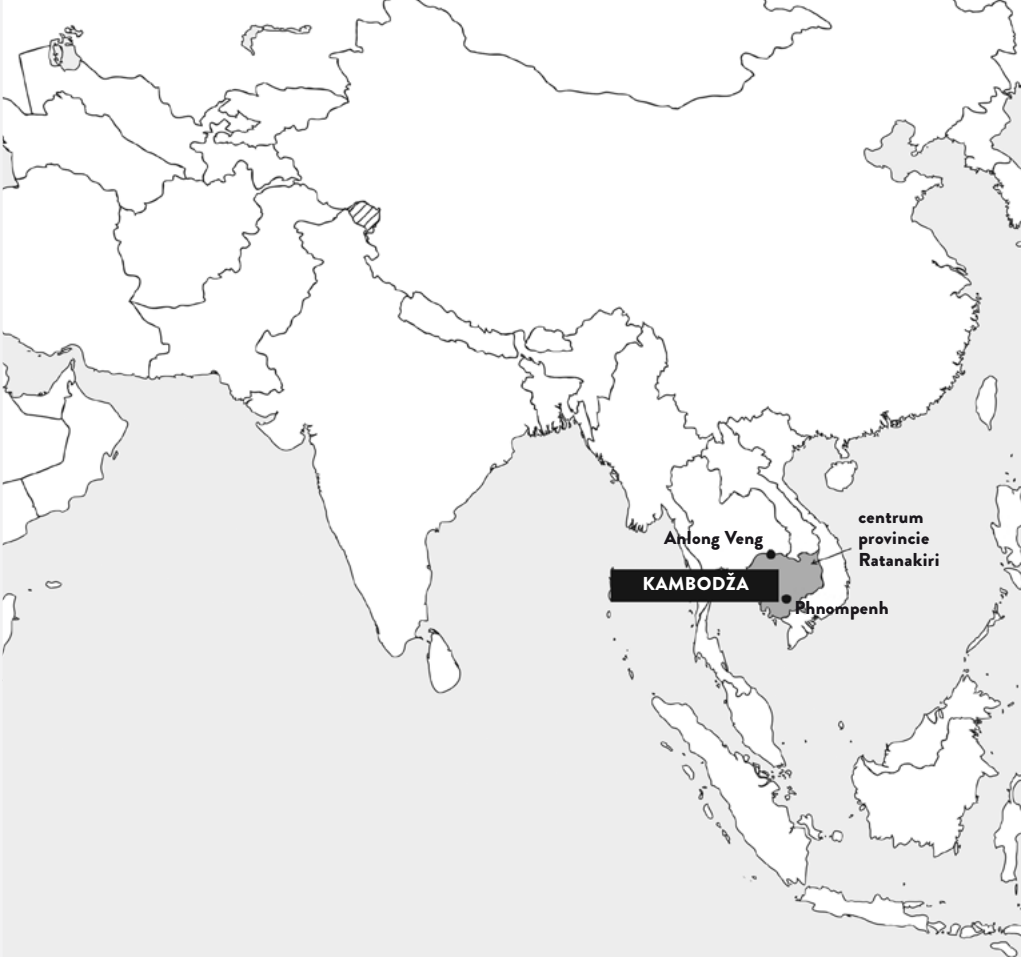 centrum
provincie
Ratanakiri
Anlong Veng
KAMBODŽA
Phnompenh